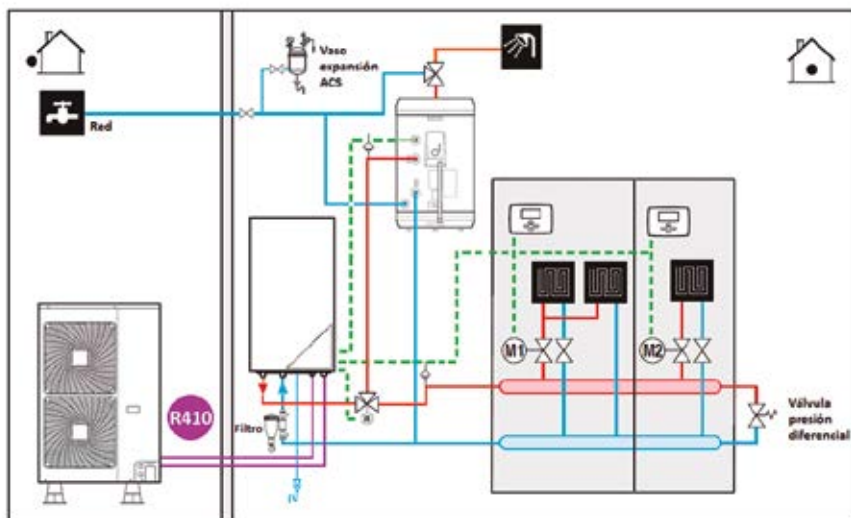 Vaso
expansión
ACS
Red
R410
Filtro
M1
M2
Válvula
presión
diferencial